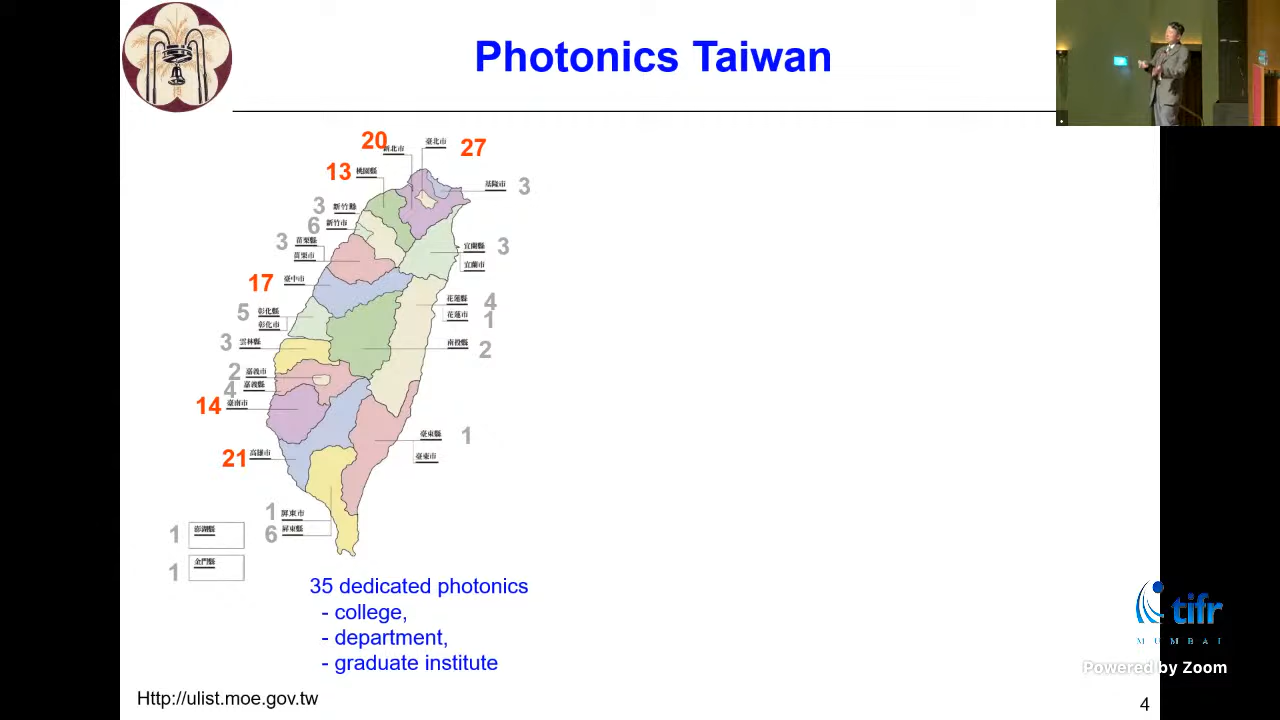 Photonics Taiwan
20
新北市
臺北市
27
13
桃園縣
基隆市
3
3
新竹縣
6
新竹市
3
苗栗縣
苗栗市
宜蘭縣
3
宜蘭市
17
臺中市
花蓮縣
4
花蓮市
1
5
彰化縣
彰化市
3
雲林縣
南投縣
2
2
嘉義市
4
嘉義縣
14
臺南市
臺東縣
1
臺東市
21
高雄市
1
屏東市
6
屏東縣
1
澎湖縣
1
金門縣
35 dedicated photonics
- college,
- department,
- graduate institute
Http://ulist.moe.gov.tw
tifr
MUMBAI
Powered by Zoom
4